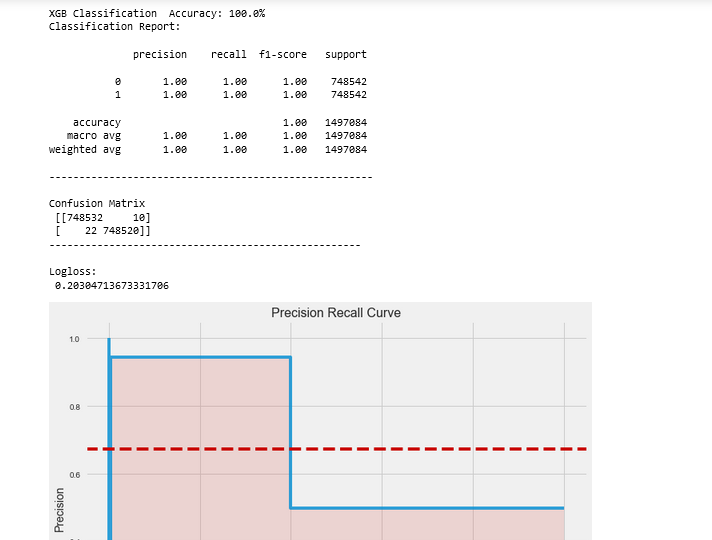 XGB Classification  Accuracy: 100.0%
Classification Report:
precision    recall  f1-score   support
0       1.00      1.00      1.00    748542
1       1.00      1.00      1.00    748542
accuracy                           1.00   1497084
macro avg       1.00      1.00      1.00   1497084
weighted avg       1.00      1.00      1.00   1497084
------------------------------------------------------
Confusion Matrix
[[748532     10]
[    22 748520]]
----------------------------------------------------
Logloss:
0.20304713673331706
Precision Recall Curve
1.0
0.8
0.6
Precision